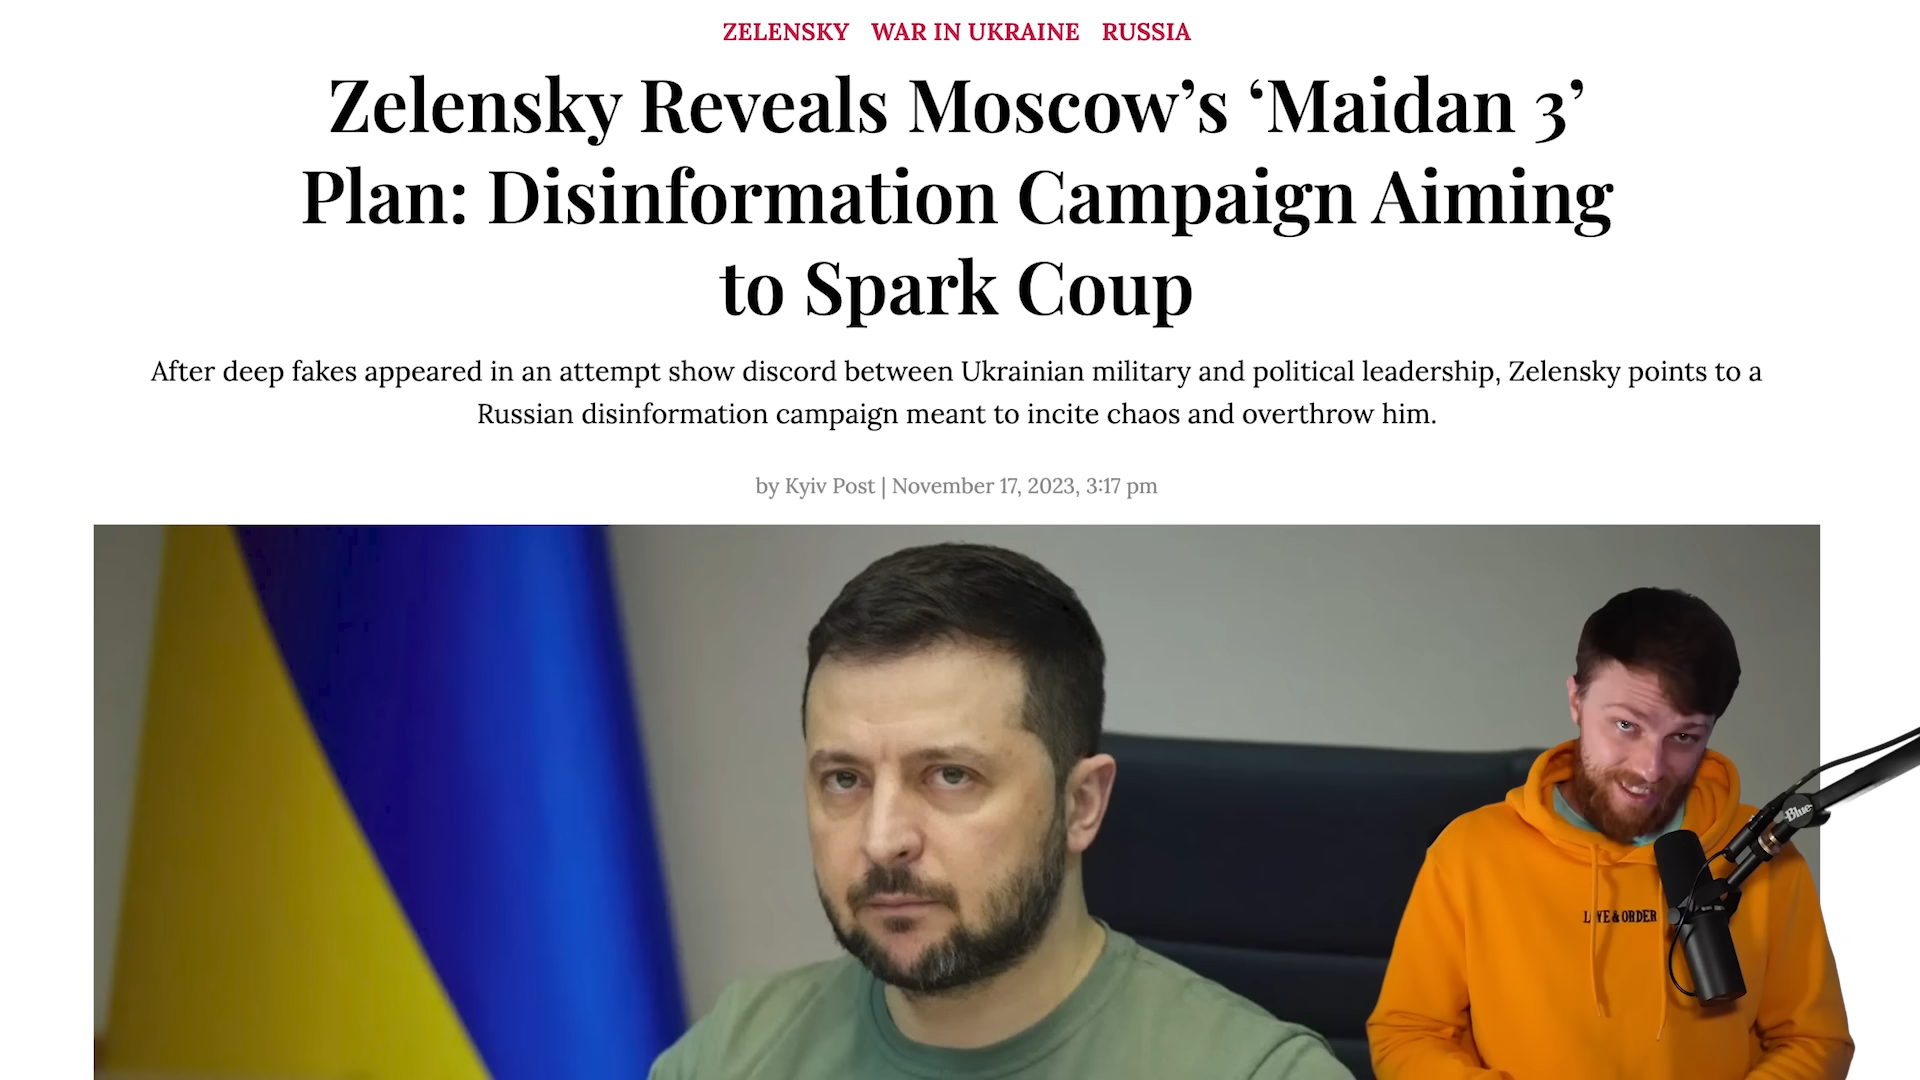 ZELENSKY WAR IN UKRAINE RUSSIA
Zelensky Reveals Moscow’s ‘Maidan 3’
Plan: Disinformation Campaign Aiming
to Spark Coup
After deep fakes appeared in an attempt show discord between Ukrainian military and political leadership, Zelensky points to a
Russian disinformation campaign meant to incite chaos and overthrow him.
by Kyiv Post | November 17, 2023, 3:17 pm
Blue
& ORDER